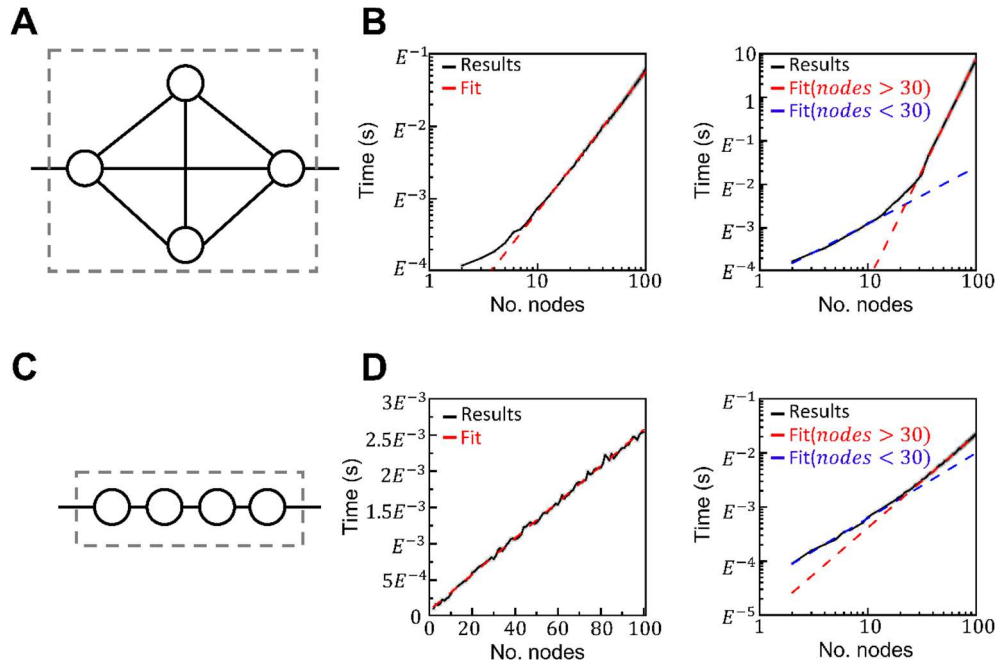 A
B
E⁻¹
E⁻²
E⁻³
E⁻⁴
Time (s)
Results
Fit
1
10
100
No. nodes
10
1
E⁻¹
E⁻²
E⁻³
E⁻⁴
Time (s)
Results
Fit(nodes > 30)
Fit(nodes < 30)
1
10
100
No. nodes
C
D
3E⁻³
2.5E⁻³
2E⁻³
1.5E⁻³
E⁻³
5E⁻⁴
0
Time (s)
Results
Fit
0
20
40
60
80
100
No. nodes
E⁻¹
E⁻²
E⁻³
E⁻⁴
E⁻⁵
Time (s)
Results
Fit(nodes > 30)
Fit(nodes < 30)
1
10
100
No. nodes